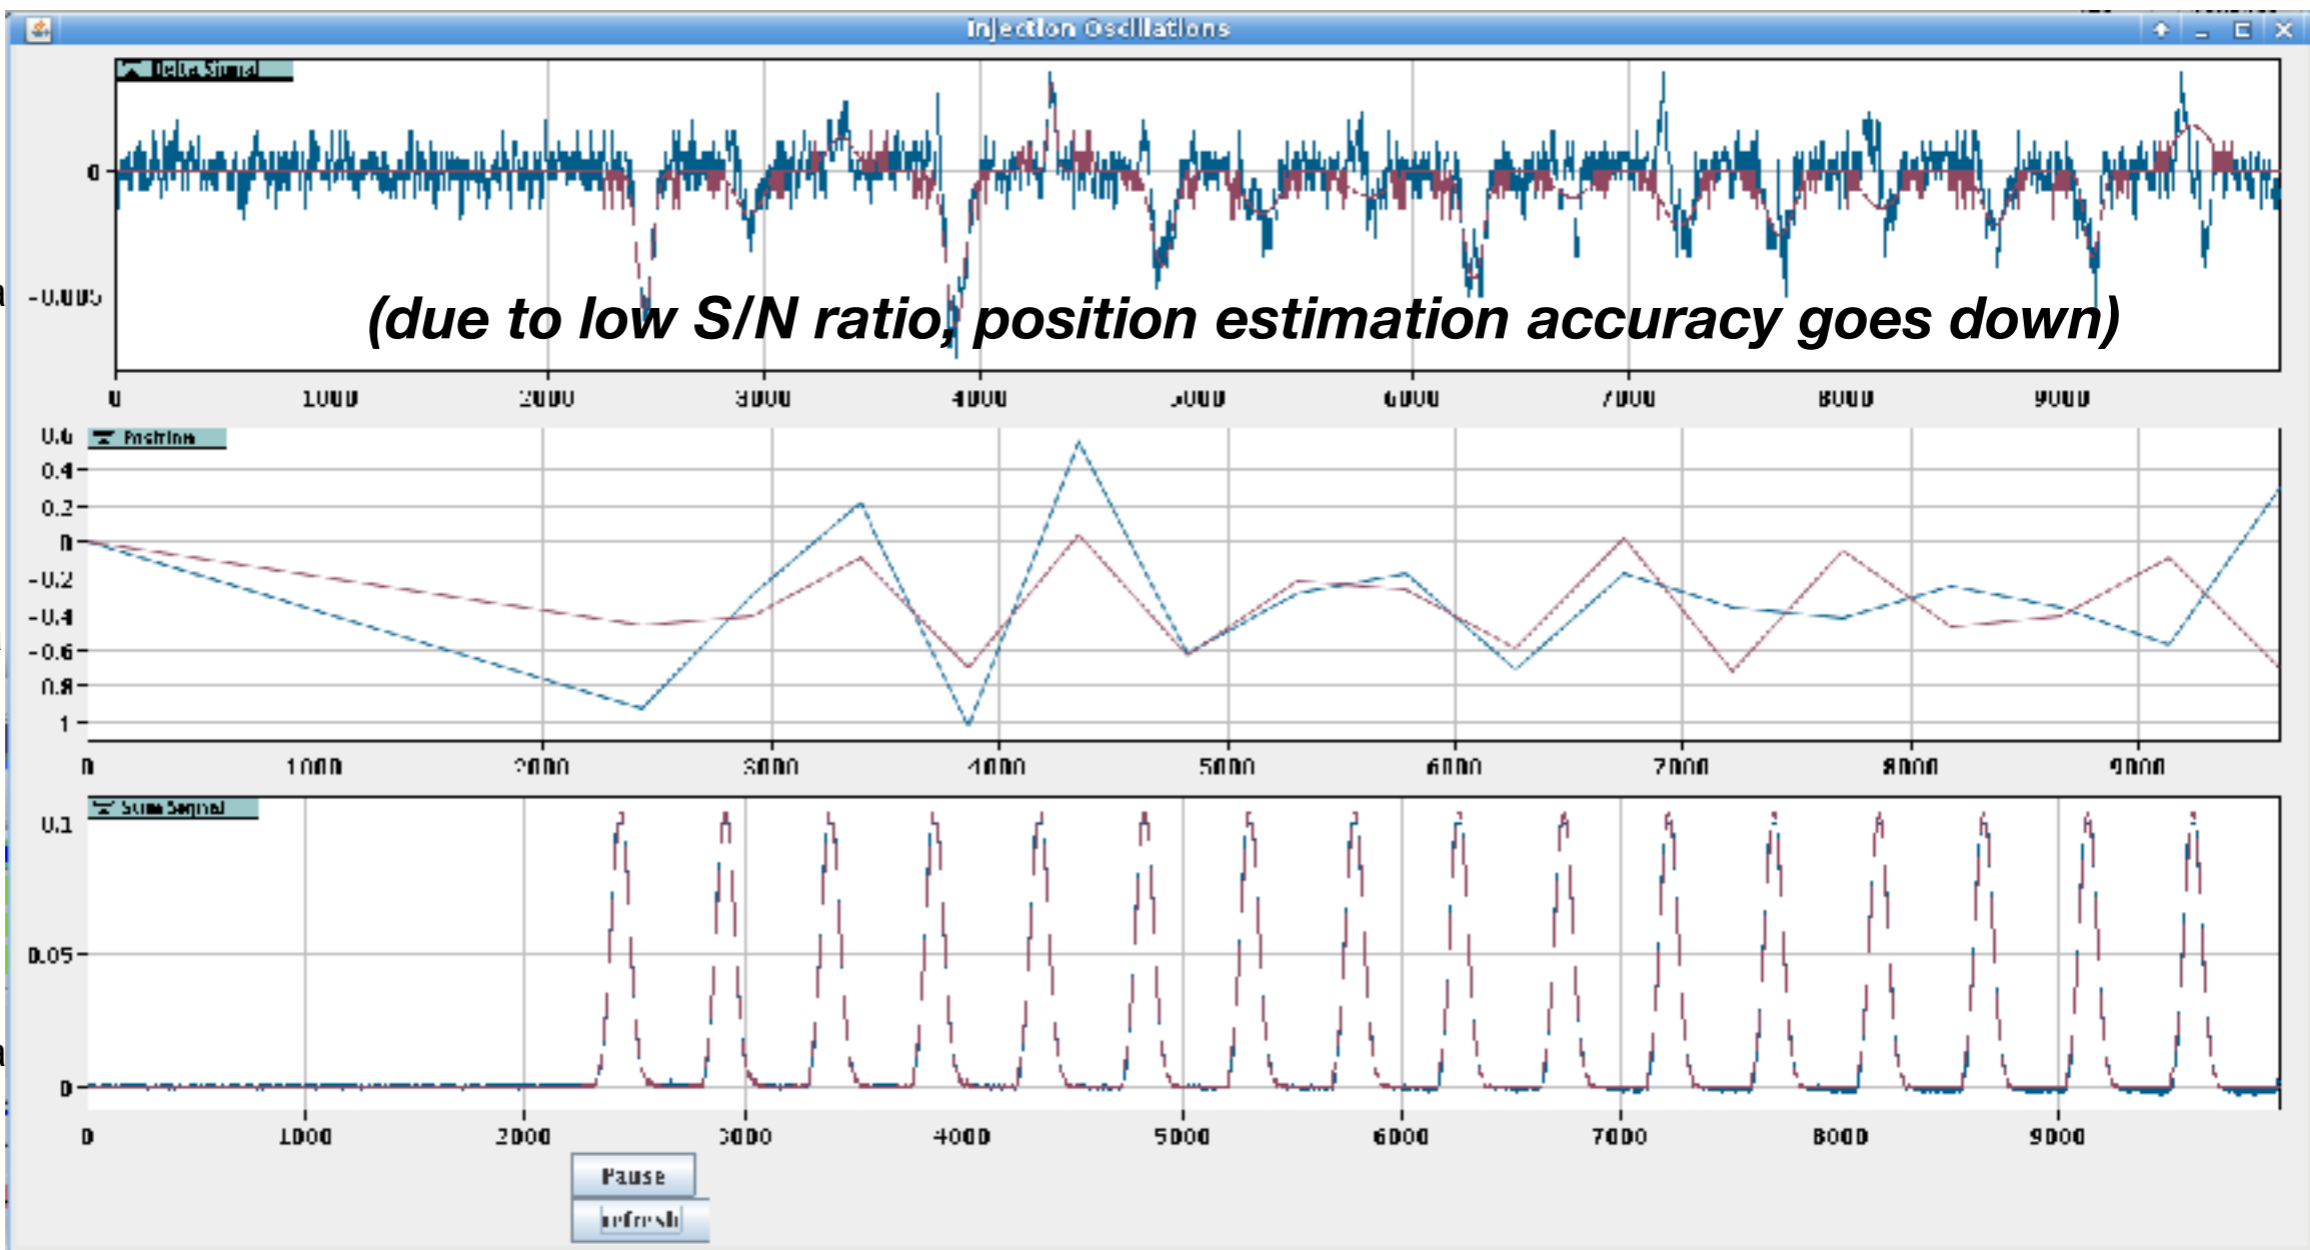 Injection Oscillations
Delta Signal
0
-0.005
(due to low S/N ratio, position estimation accuracy goes down)
0 1000 2000 3000 4000 5000 6000 7000 8000 9000
0.6 Position
0.4
0.2
0
-0.2
-0.4
-0.6
0.8
1
0 1000 2000 3000 4000 5000 6000 7000 8000 9000
Sum Signal
0.1
0.05
0
0 1000 2000 3000 4000 5000 6000 7000 8000 9000
Pause
refresh